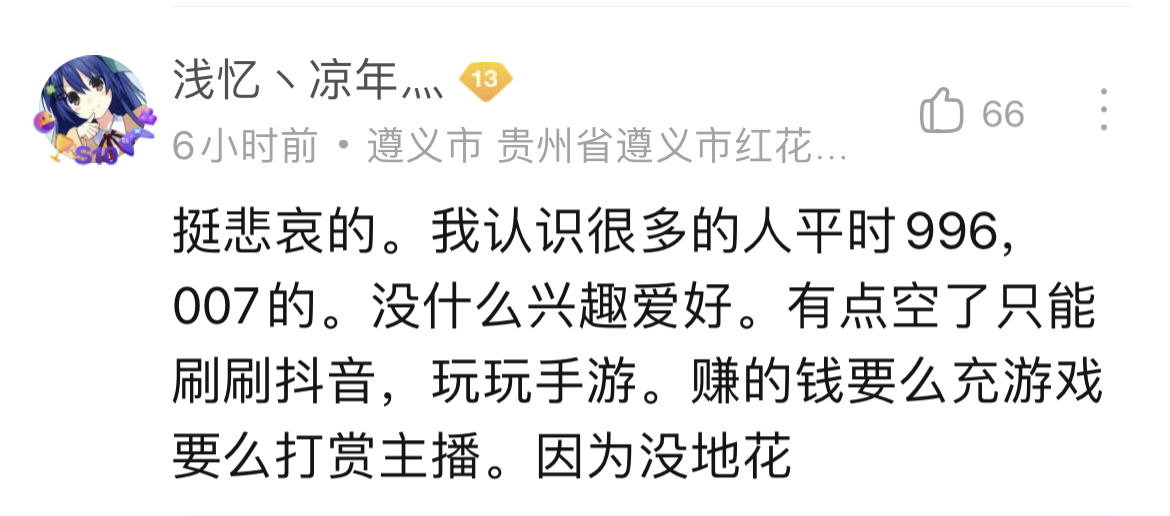 浅忆丶凉年灬 13
66
6小时前 • 遵义市 贵州省遵义市红花...
S10
挺悲哀的。我认识很多的人平时996，
007的。没什么兴趣爱好。有点空了只能
刷刷抖音，玩玩手游。赚的钱要么充游戏
要么打赏主播。因为没地花